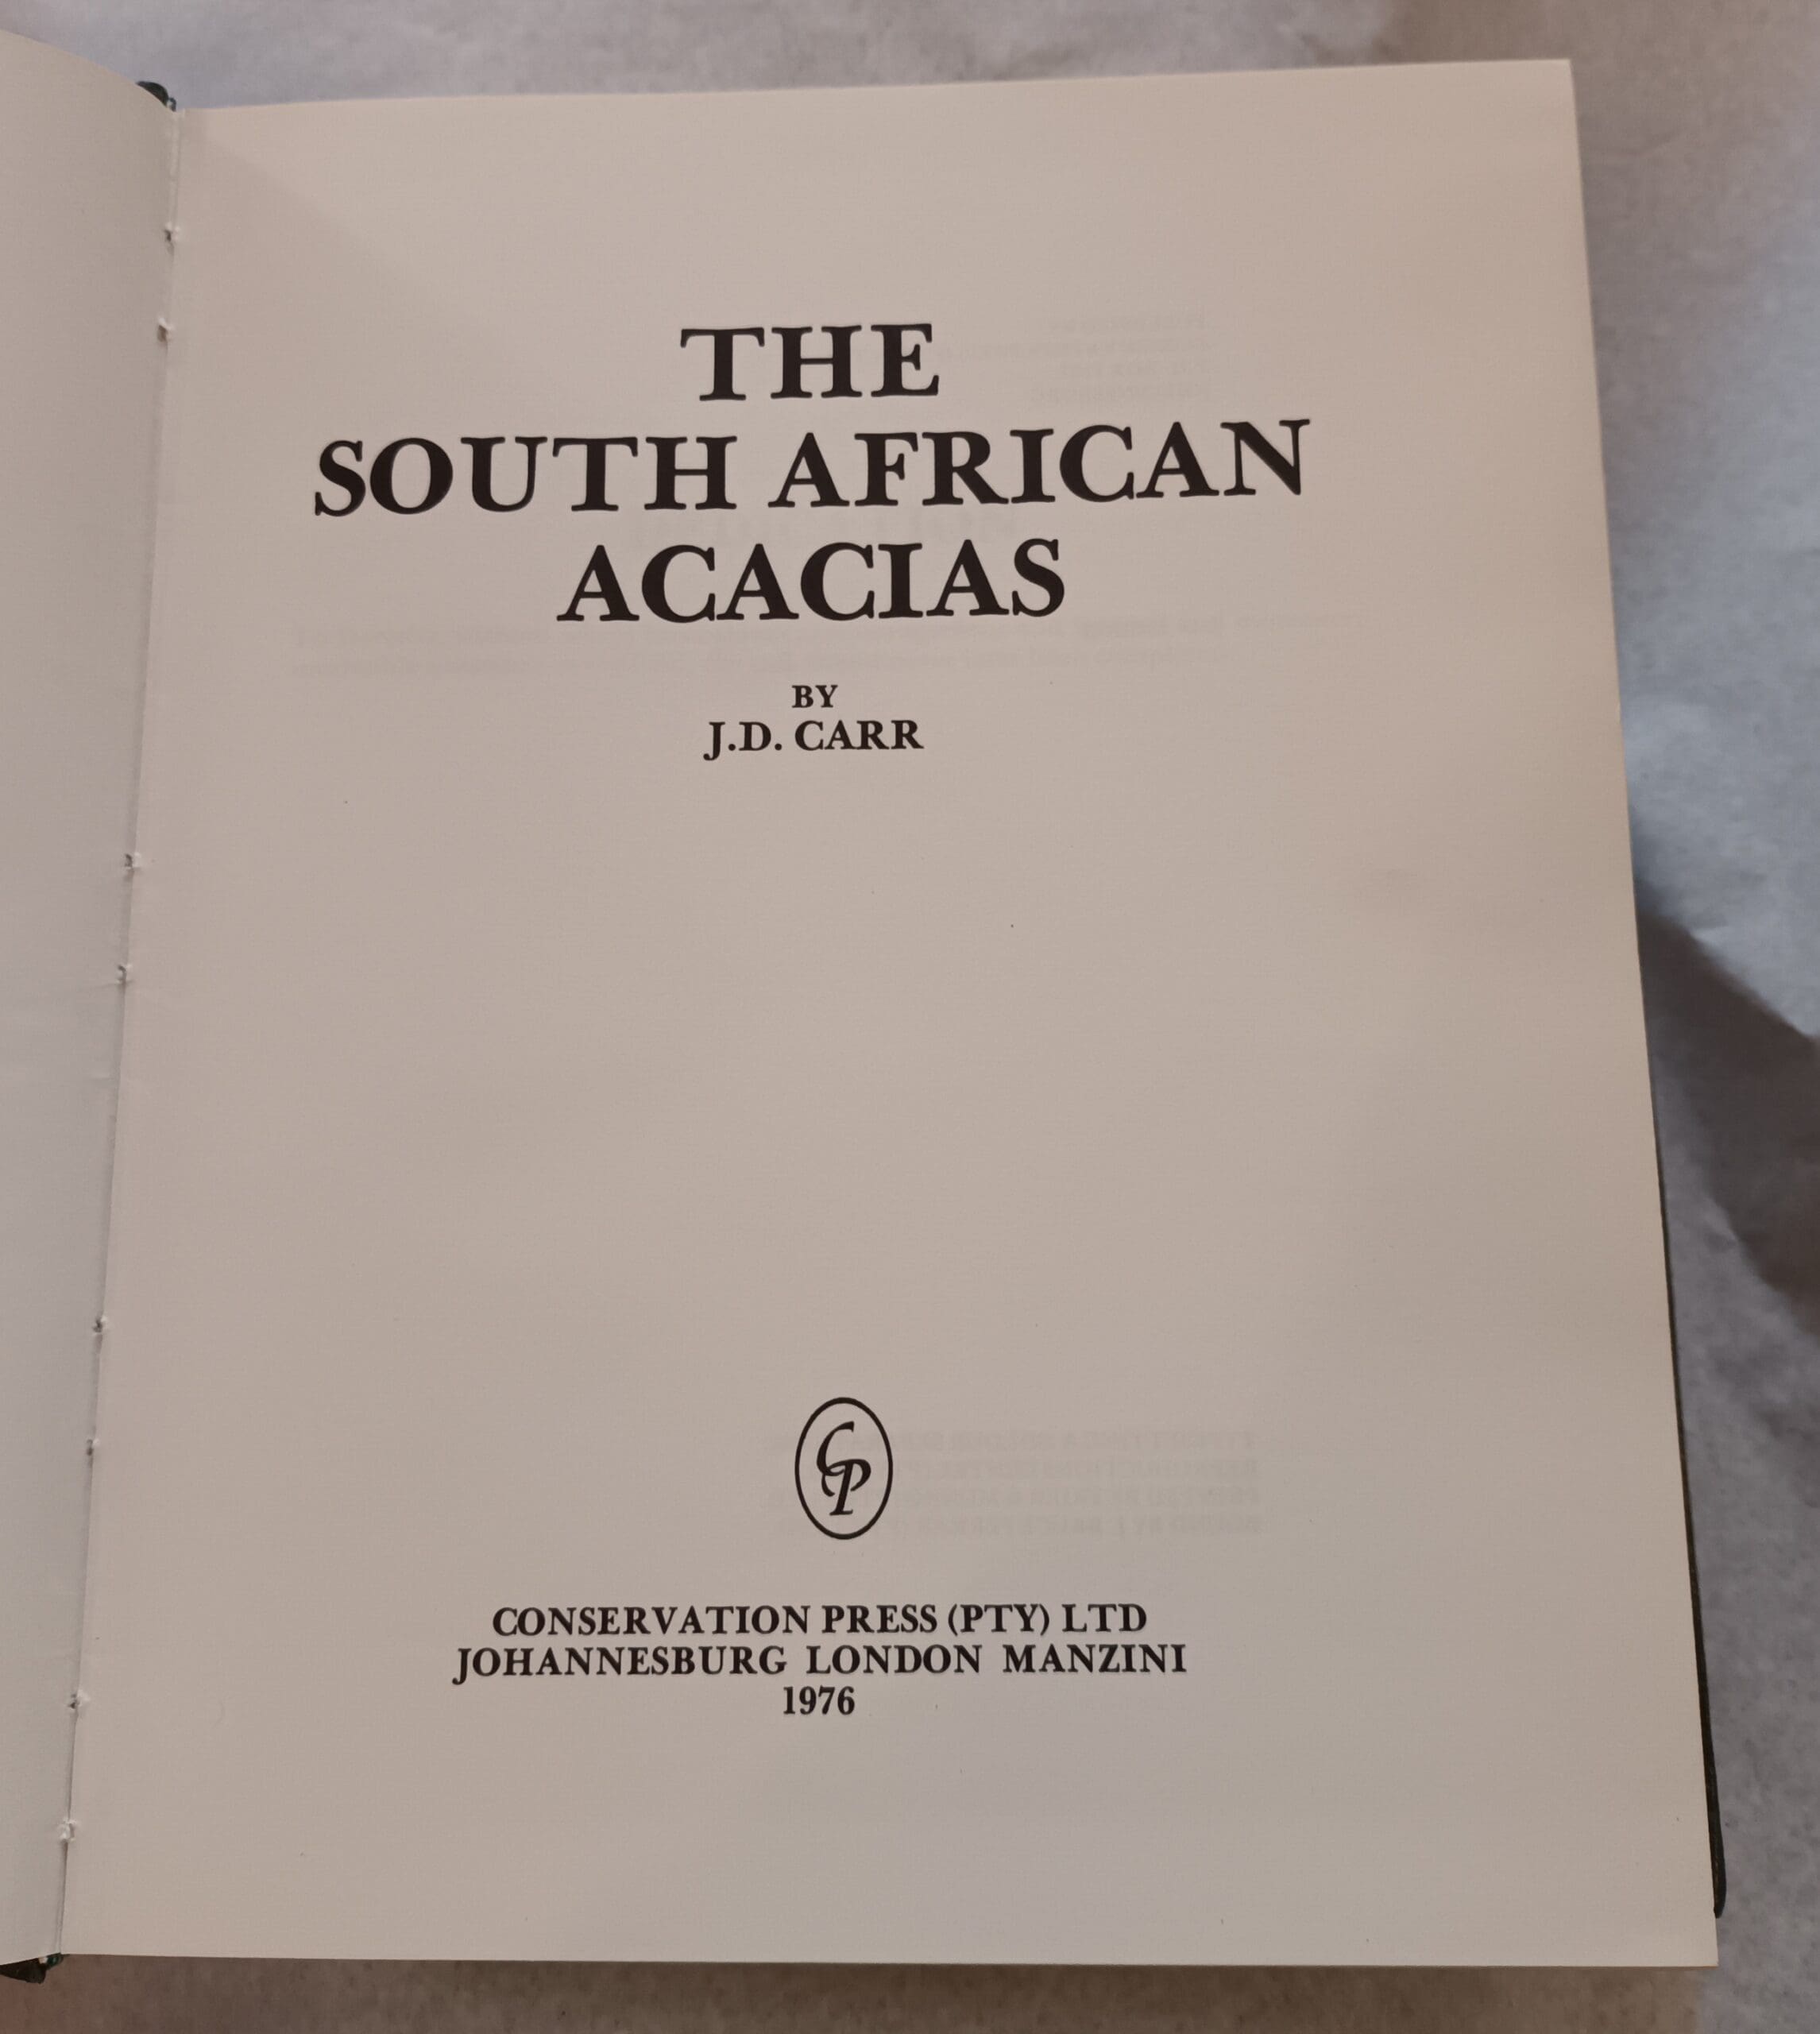 THE
SOUTH AFRICAN
ACACIAS
BY
J.D. CARR
CP
CONSERVATION PRESS (PTY) LTD
JOHANNESBURG LONDON MANZINI
1976